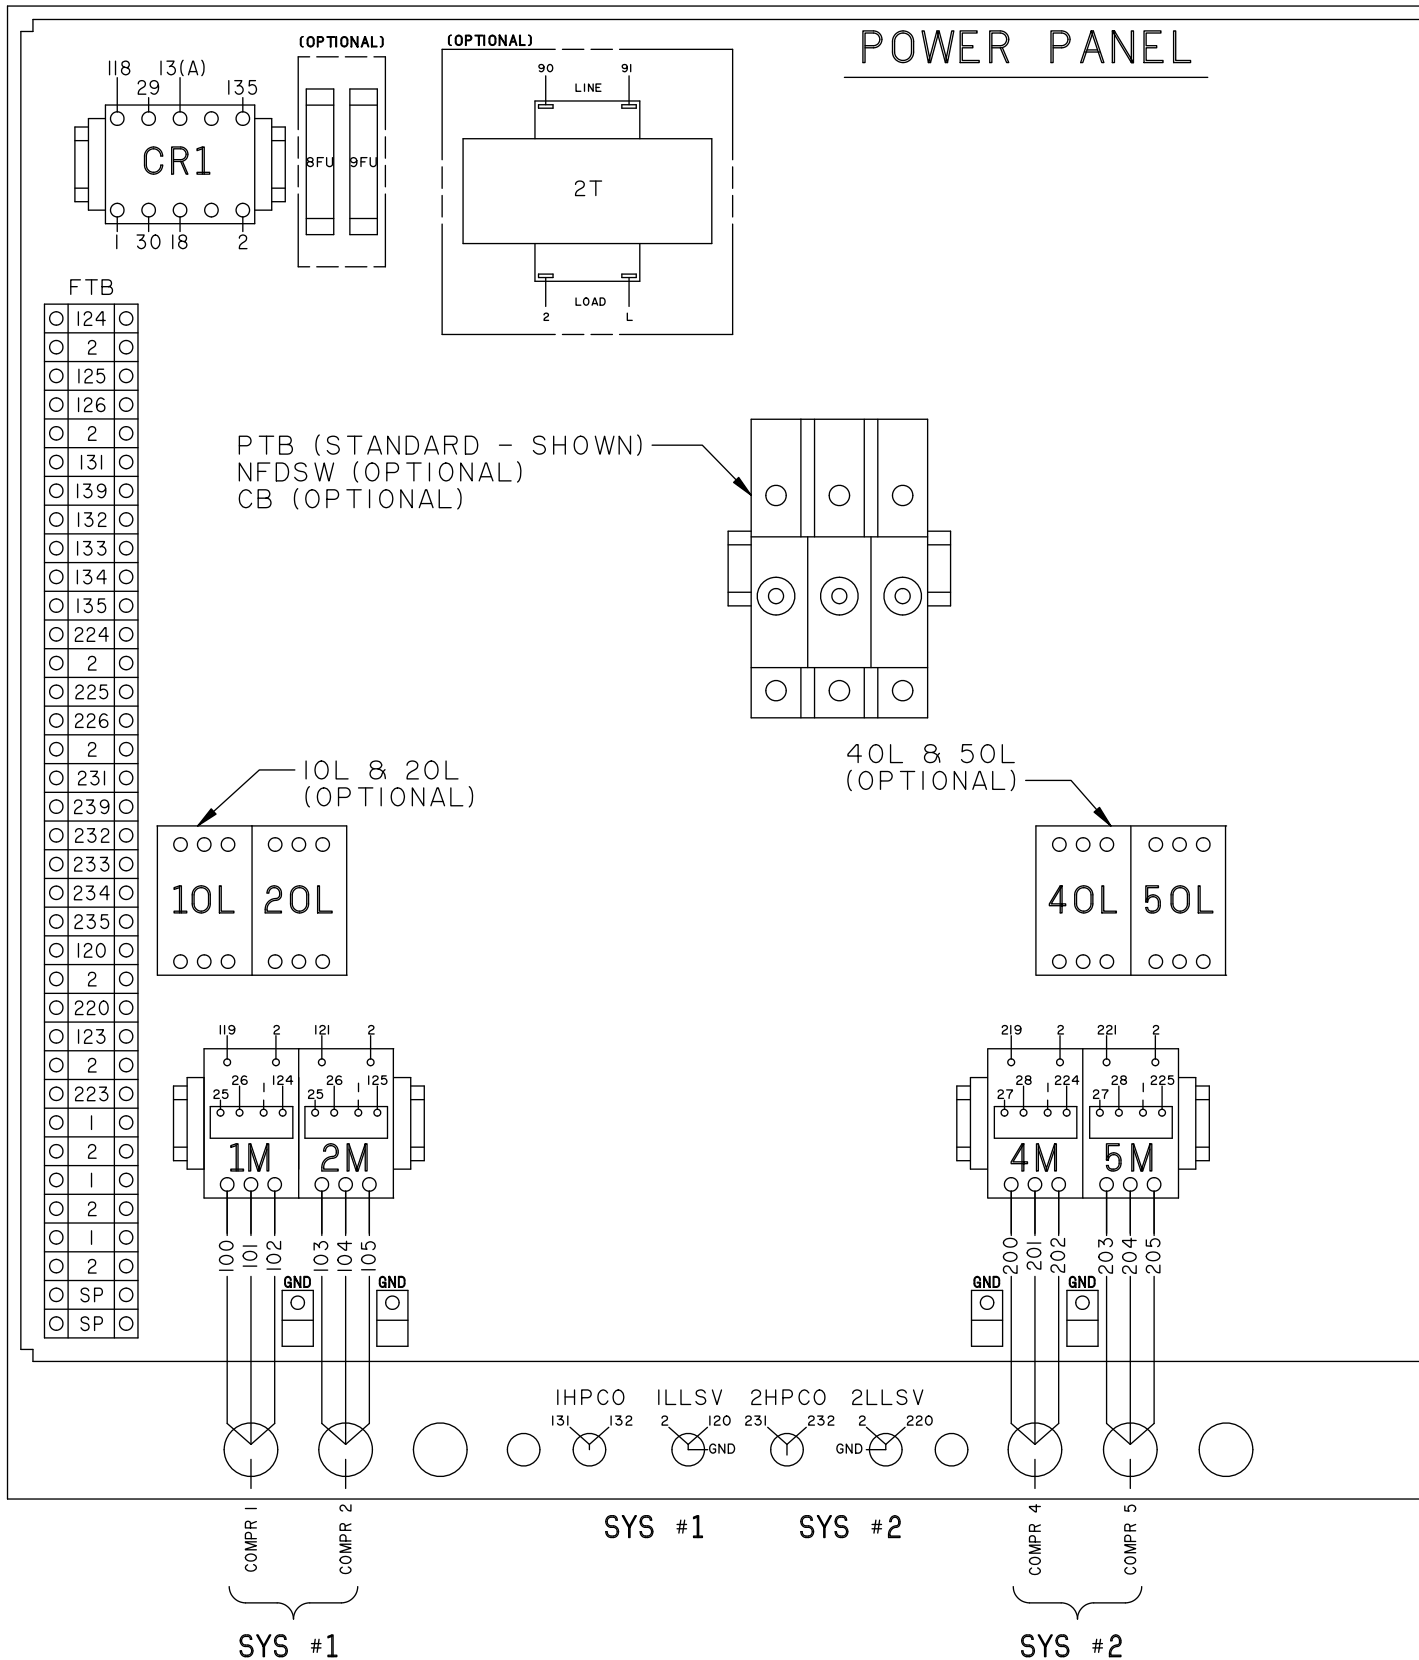 POWER PANEL
(OPTIONAL)
(OPTIONAL)
118 29 13(A) 135
CR1
1 30 18 2
8FU 9FU
90 91
LINE
2T
LOAD
2 L
FTB
124
2
125
126
2
131
139
132
133
134
135
224
2
225
226
2
231
239
232
233
234
235
120
2
220
123
2
223
1
2
1
2
1
2
SP
SP
PTB (STANDARD - SHOWN)
NFDSW (OPTIONAL)
CB (OPTIONAL)
1OL & 2OL
(OPTIONAL)
4OL & 5OL
(OPTIONAL)
1OL 2OL
4OL 5OL
119 2 121 2
25 26 1 124 25 26 1 125
1M 2M
100 101 102 103 104 105
GND GND
219 2 221 2
27 28 1 224 27 28 1 225
4M 5M
200 201 202 203 204 205
GND GND
1HPCO 1LLSV 2HPCO 2LLSV
131 132 2 120 231 232 2 220
GND GND
COMPR 1 COMPR 2
SYS #1 SYS #2
COMPR 4 COMPR 5
SYS #1 SYS #2